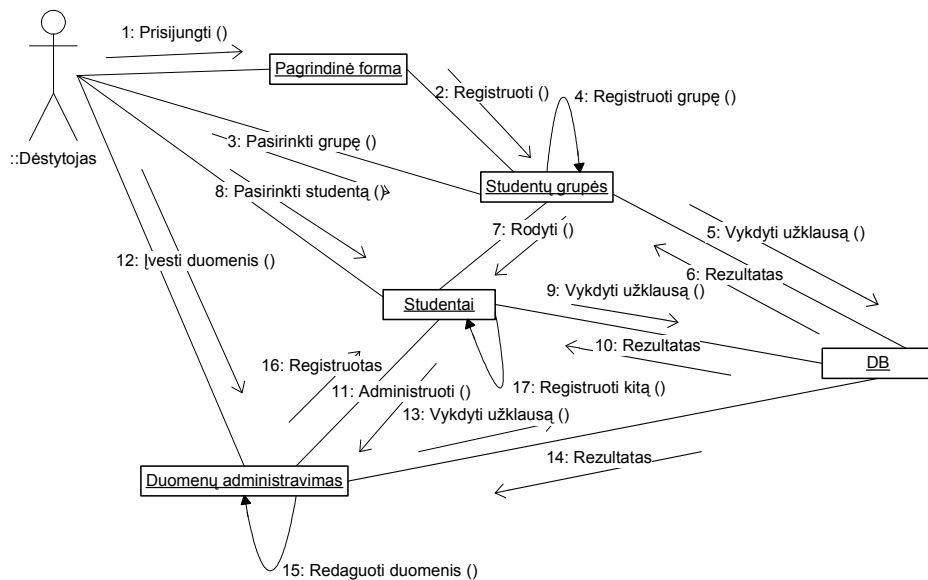 1: Prisijungti ()
Pagrindinė forma
2: Registruoti ()
4: Registruoti grupę ()
3: Pasirinkti grupę ()
::Dėstytojas
8: Pasirinkti studentą ()
Studentų grupės
7: Rodyti ()
5: Vykdyti užklausą ()
12: Įvesti duomenis ()
6: Rezultatas
9: Vykdyti užklausą ()
Studentai
10: Rezultatas
DB
16: Registruotas
11: Administruoti ()
17: Registruoti kitą ()
13: Vykdyti užklausą ()
14: Rezultatas
Duomenų administravimas
15: Redaguoti duomenis ()